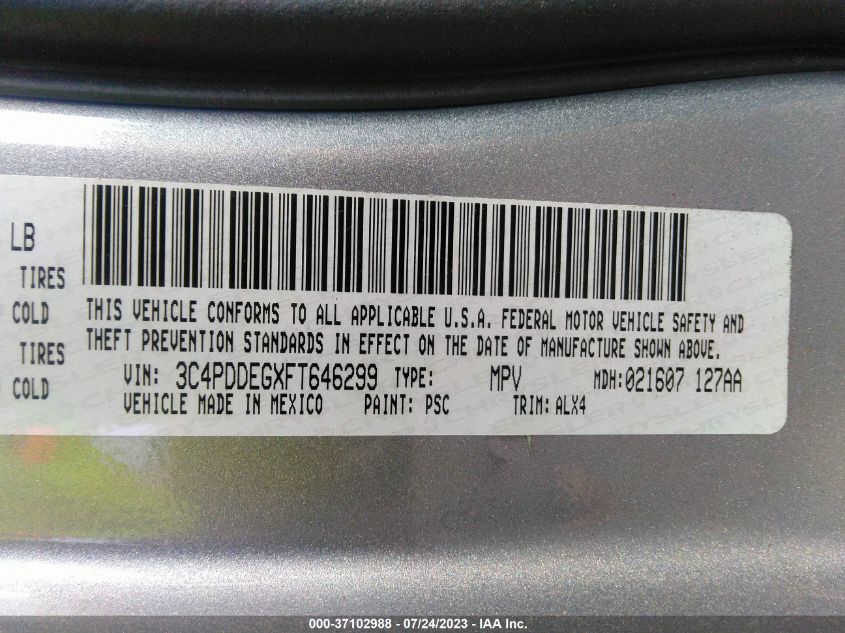 LB
TIRES
COLD
TIRES
COLD
THIS VEHICLE CONFORMS TO ALL APPLICABLE U.S.A. FEDERAL MOTOR VEHICLE SAFETY AND
THEFT PREVENTION STANDARDS IN EFFECT ON THE DATE OF MANUFACTURE SHOWN ABOVE.
VIN: 3C4PDDEGXFT646299 TYPE: MPV MDH:021607 127AA
VEHICLE MADE IN MEXICO PAINT: PSC TRIM: ALX4
000-37102988 - 07/24/2023 - IAA Inc.